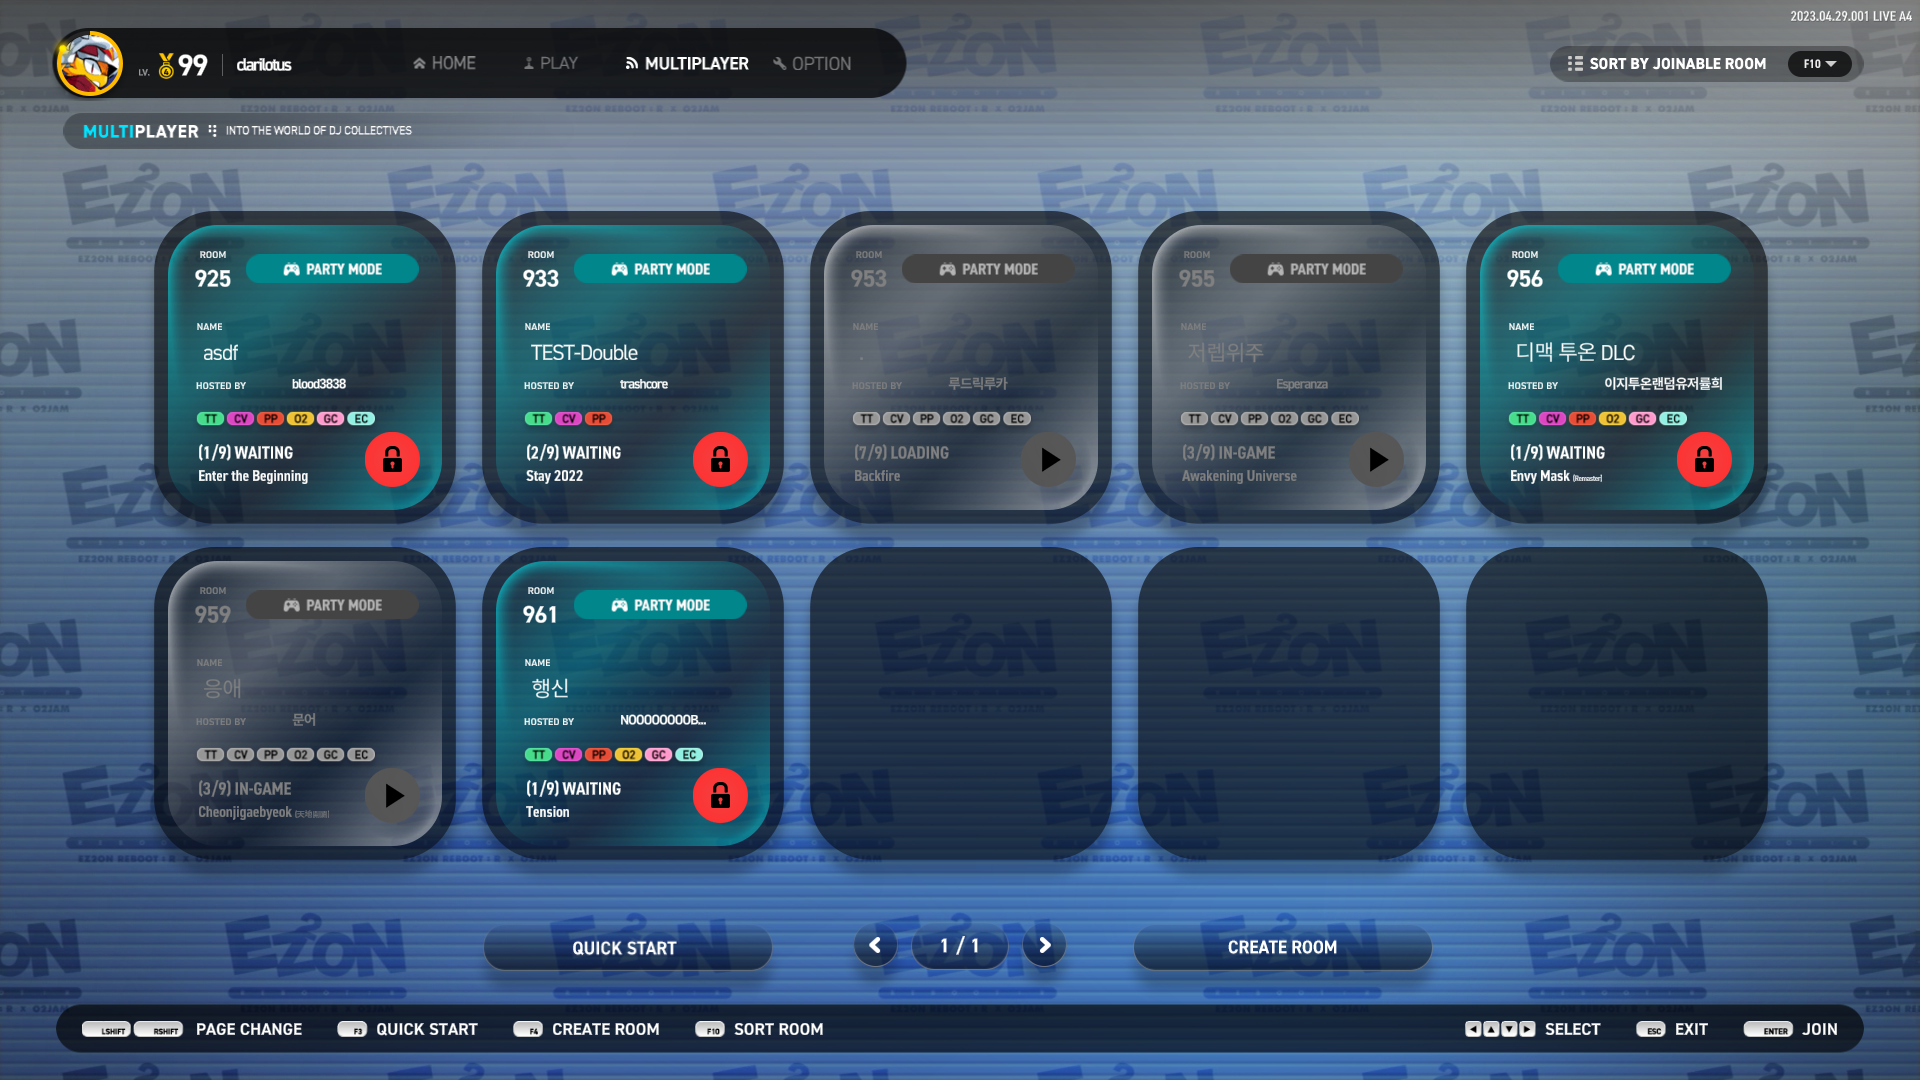 2023.04.29.001 LIVE A4
LV. 99 darilotus
HOME PLAY MULTIPLAYER OPTION
SORT BY JOINABLE ROOM F10
MULTIPLAYER INTO THE WORLD OF DJ COLLECTIVES
ROOM 925 PARTY MODE
NAME
asdf
HOSTED BY blood3838
TT CV PP O2 GC EC
(1/9) WAITING
Enter the Beginning
ROOM 933 PARTY MODE
NAME
TEST-Double
HOSTED BY trashcore
TT CV PP
(2/9) WAITING
Stay 2022
ROOM 953 PARTY MODE
NAME
.
HOSTED BY 루드릭루카
TT CV PP O2 GC EC
(7/9) LOADING
Backfire
ROOM 955 PARTY MODE
NAME
저렙위주
HOSTED BY Esperanza
TT CV PP O2 GC EC
(3/9) IN-GAME
Awakening Universe
ROOM 956 PARTY MODE
NAME
디맥 투온 DLC
HOSTED BY 이지투온랜덤유저률희
TT CV PP O2 GC EC
(1/9) WAITING
Envy Mask [Remaster]
ROOM 959 PARTY MODE
NAME
응애
HOSTED BY 문어
TT CV PP O2 GC EC
(3/9) IN-GAME
Cheonjigaebyeok
ROOM 961 PARTY MODE
NAME
행신
HOSTED BY NOOOOOOOOB...
TT CV PP O2 GC EC
(1/9) WAITING
Tension
QUICK START 1 / 1 CREATE ROOM
LSHIFT RSHIFT PAGE CHANGE F3 QUICK START F4 CREATE ROOM F10 SORT ROOM SELECT ESC EXIT ENTER JOIN